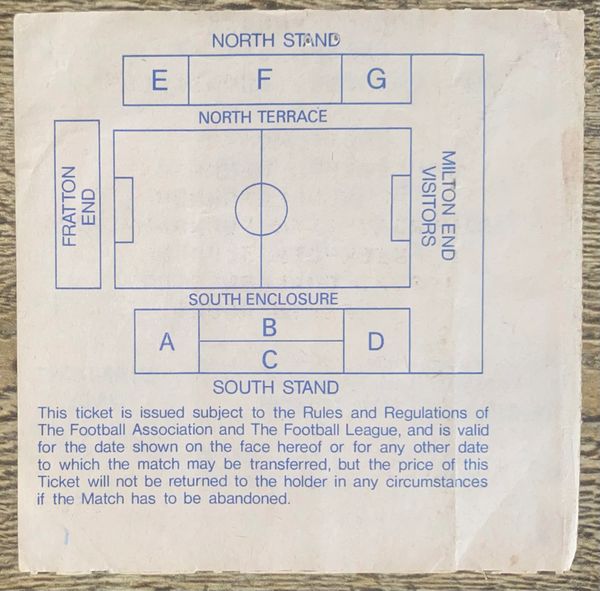 NORTH STAND
E F G
NORTH TERRACE
FRATTON
END
MILTON END
VISITORS
SOUTH ENCLOSURE
A B D
C
SOUTH STAND
This ticket is issued subject to the Rules and Regulations of
The Football Association and The Football League, and is valid
for the date shown on the face hereof or for any other date
to which the match may be transferred, but the price of this
Ticket will not be returned to the holder in any circumstances
if the Match has to be abandoned.